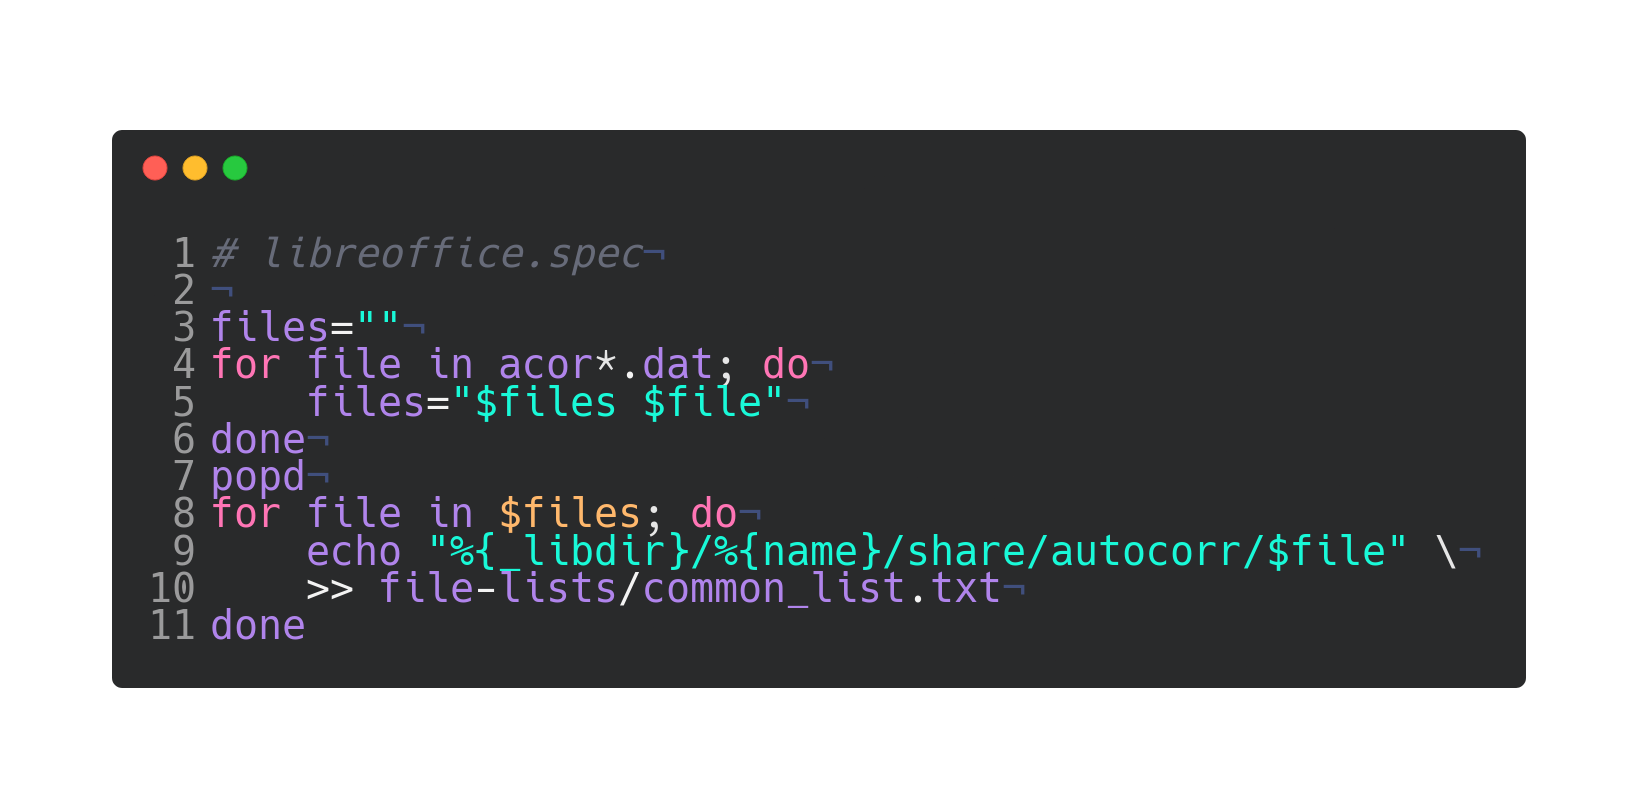 1 # libreoffice.spec¬
2 ¬
3 files=""¬
4 for file in acor*.dat; do¬
5     files="$files $file"¬
6 done¬
7 popd¬
8 for file in $files; do¬
9     echo "%{_libdir}/%{name}/share/autocorr/$file" \¬
10     >> file-lists/common_list.txt¬
11 done